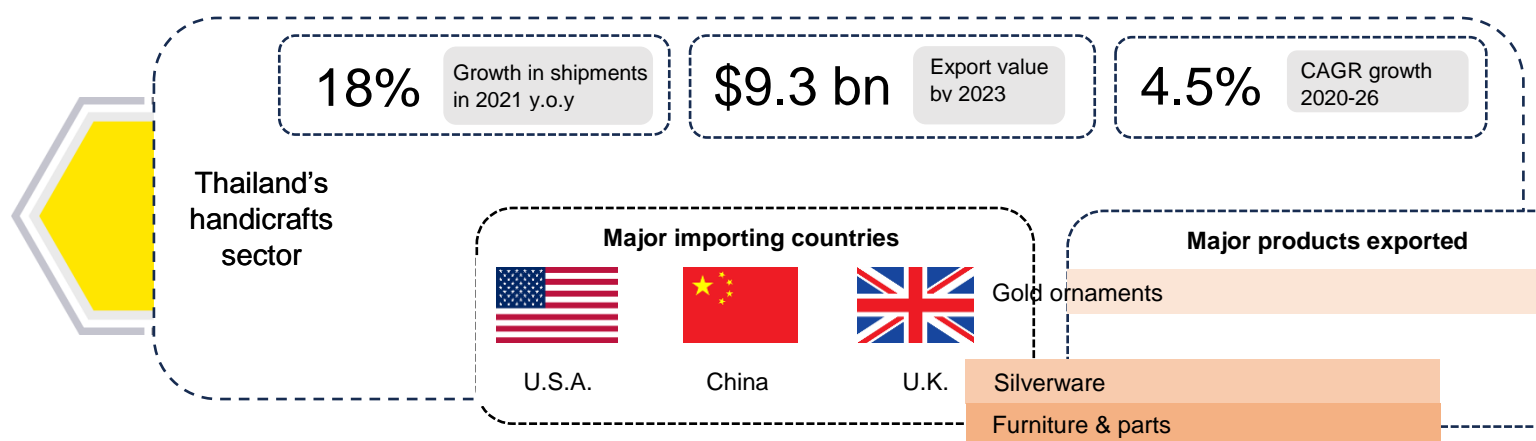 18%
Growth in shipments
in 2021 y.o.y
$9.3 bn
Export value
by 2023
4.5%
CAGR growth
2020-26
Thailand's
handicrafts
sector
Major importing countries
U.S.A.
China
U.K.
Major products exported
Gold ornaments
Silverware
Furniture & parts